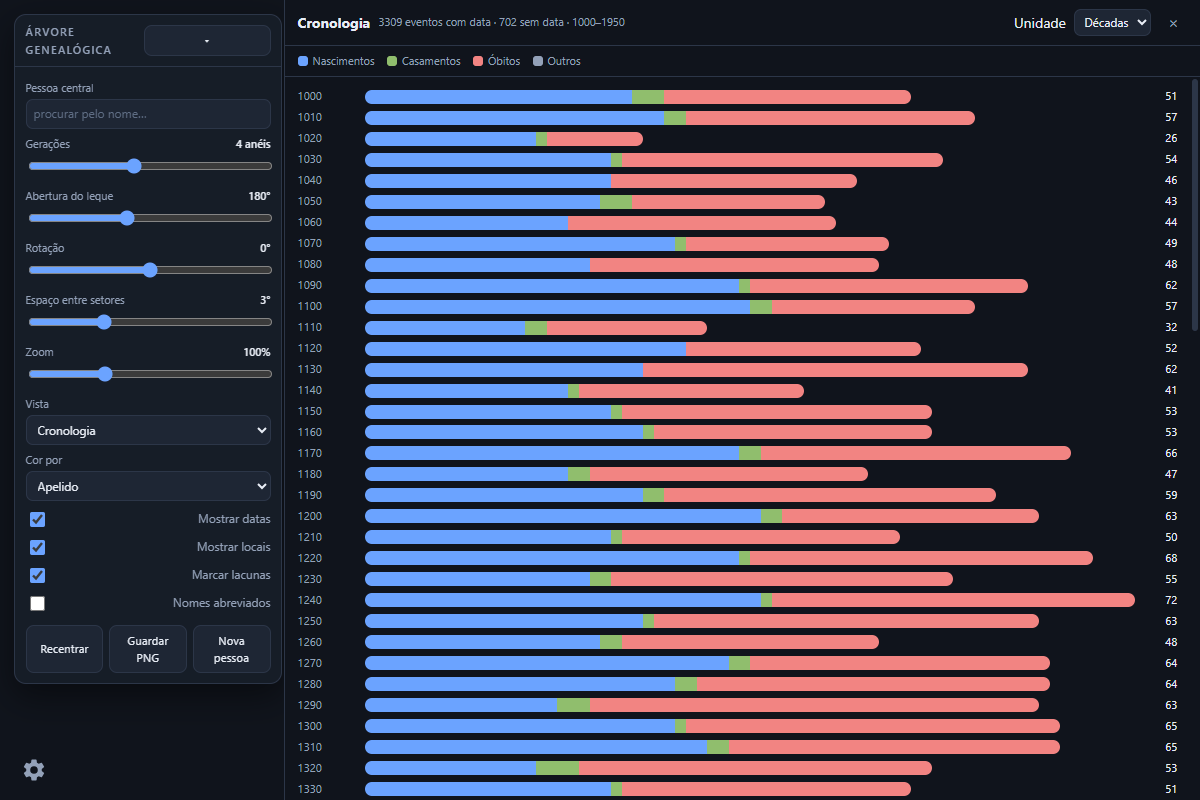 ÁRVORE
GENEALÓGICA
Pessoa central
procurar pelo nome...
Gerações 4 anéis
Abertura do leque 180°
Rotação 0°
Espaço entre setores 3°
Zoom 100%
Vista
Cronologia
Cor por
Apelido
Mostrar datas
Mostrar locais
Marcar lacunas
Nomes abreviados
Recentrar
Guardar
PNG
Nova
pessoa
Cronologia 3309 eventos com data · 702 sem data · 1000–1950
Unidade Décadas ×
Nascimentos Casamentos Óbitos Outros
1000 51
1010 57
1020 26
1030 54
1040 46
1050 43
1060 44
1070 49
1080 48
1090 62
1100 57
1110 32
1120 52
1130 62
1140 41
1150 53
1160 53
1170 66
1180 47
1190 59
1200 63
1210 50
1220 68
1230 55
1240 72
1250 63
1260 48
1270 64
1280 64
1290 63
1300 65
1310 65
1320 53
1330 51